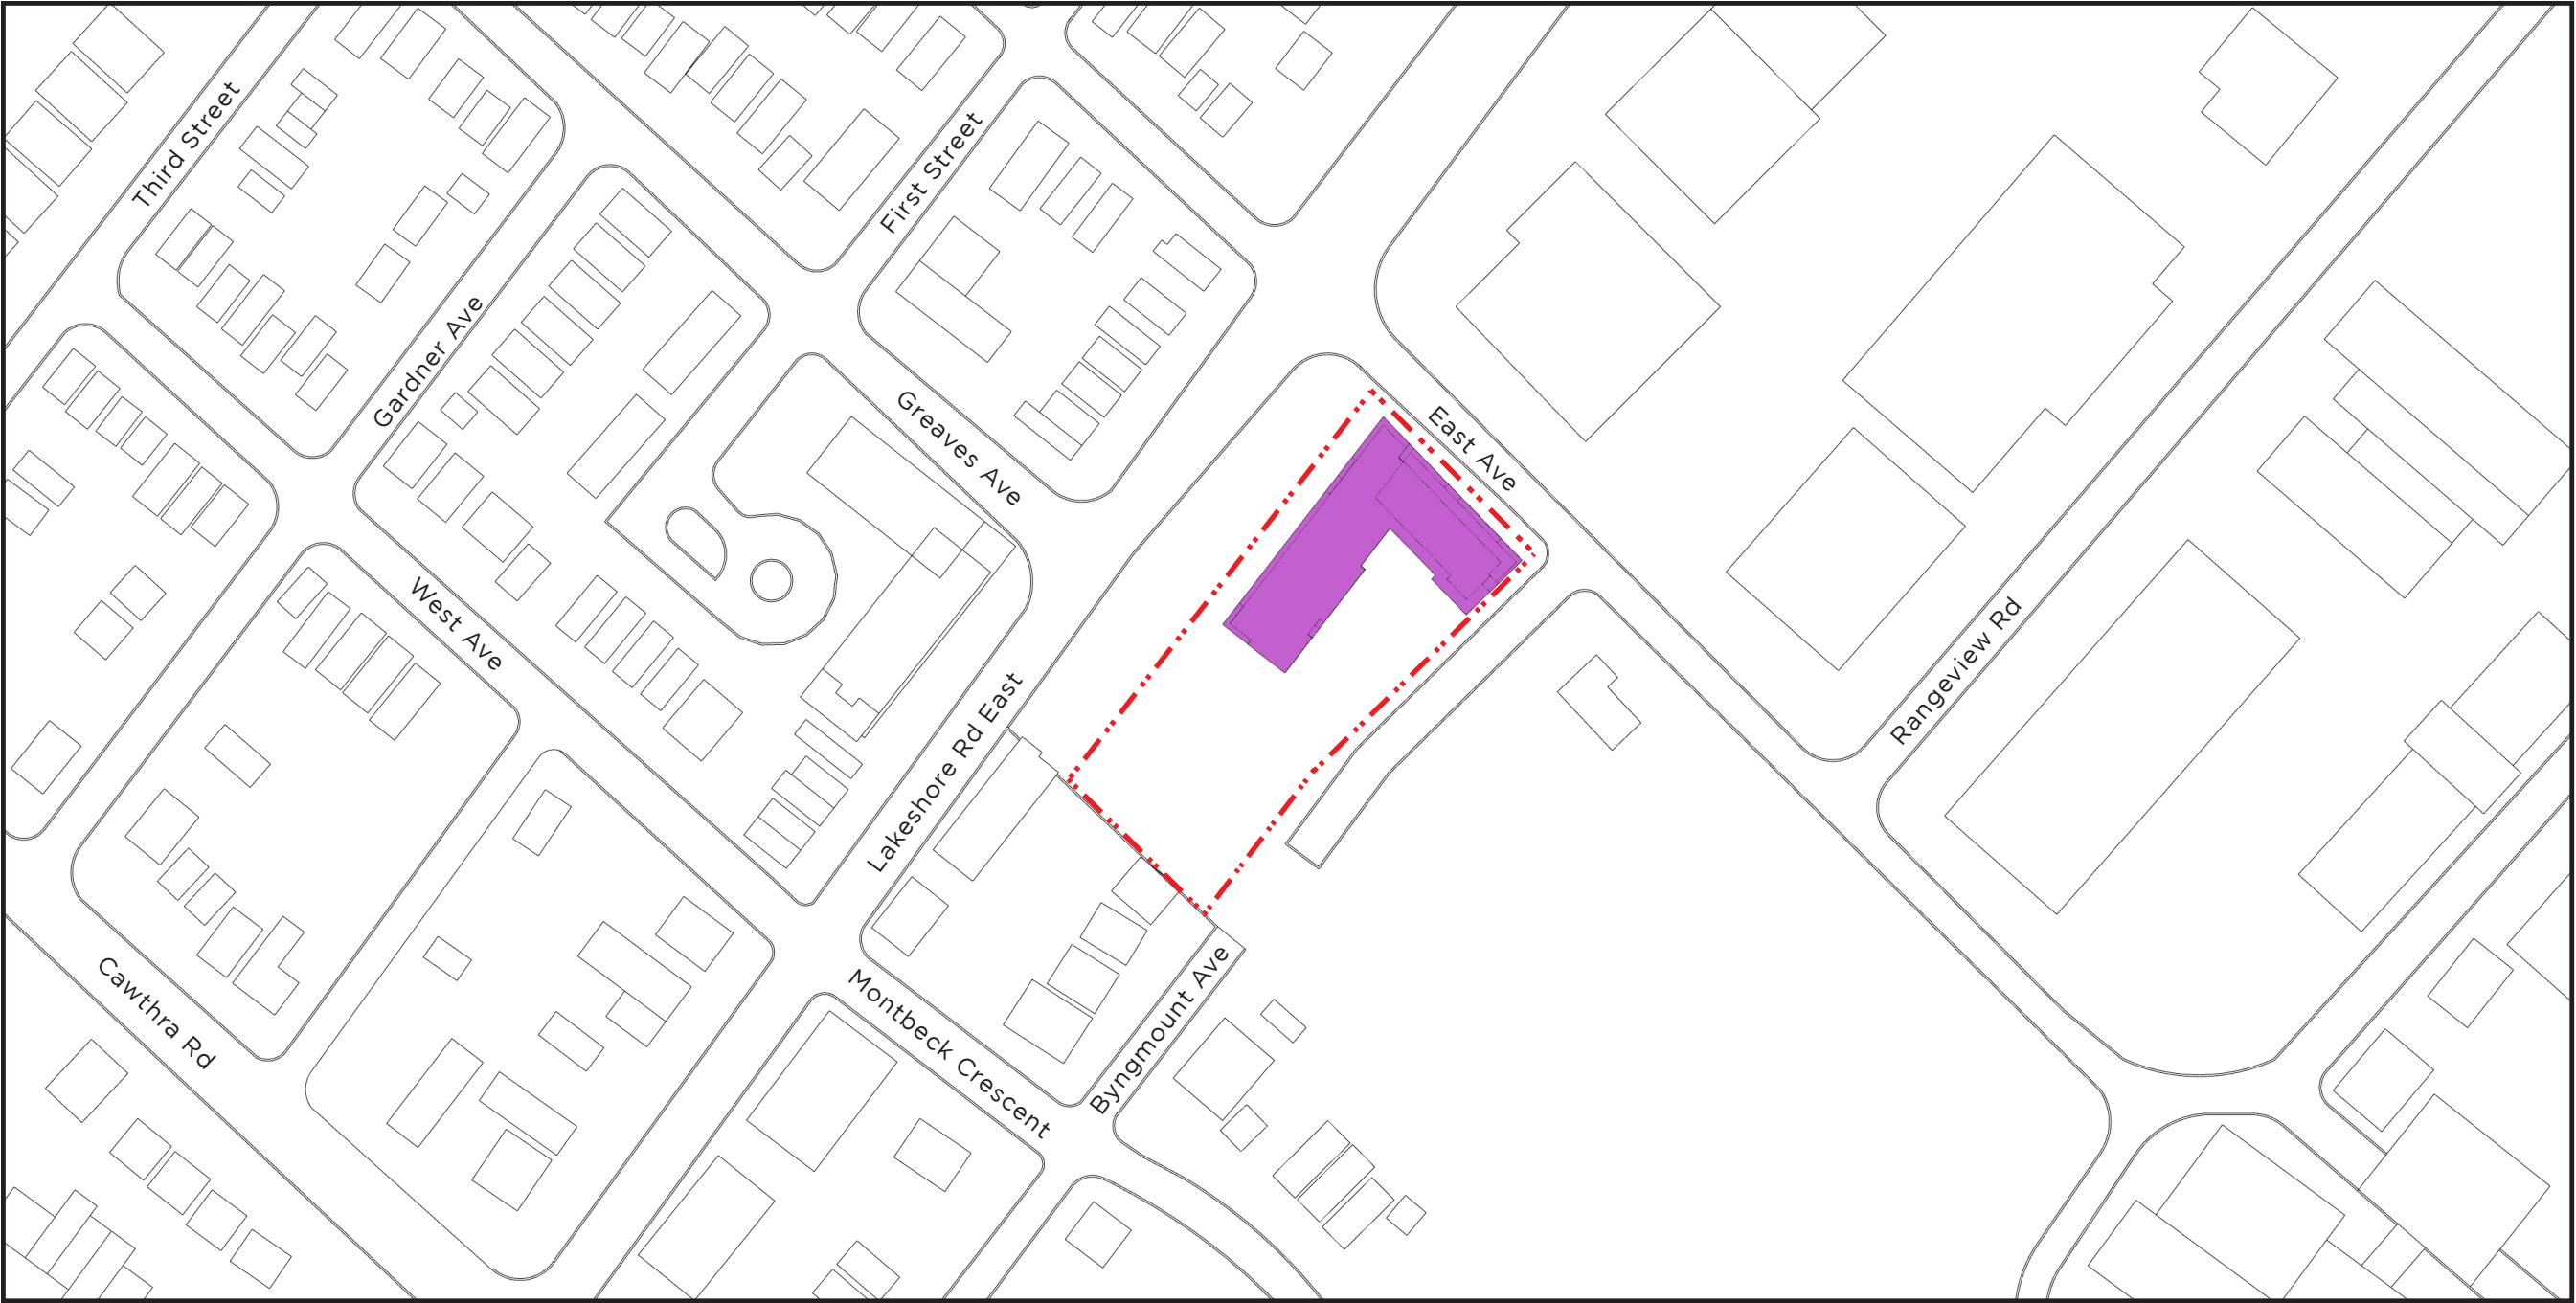 Third Street
First Street
Gardner Ave
Greaves Ave
East Ave
West Ave
Lakeshore Rd East
Rangeview Rd
Cawthra Rd
Montbeck Crescent
Byngmount Ave